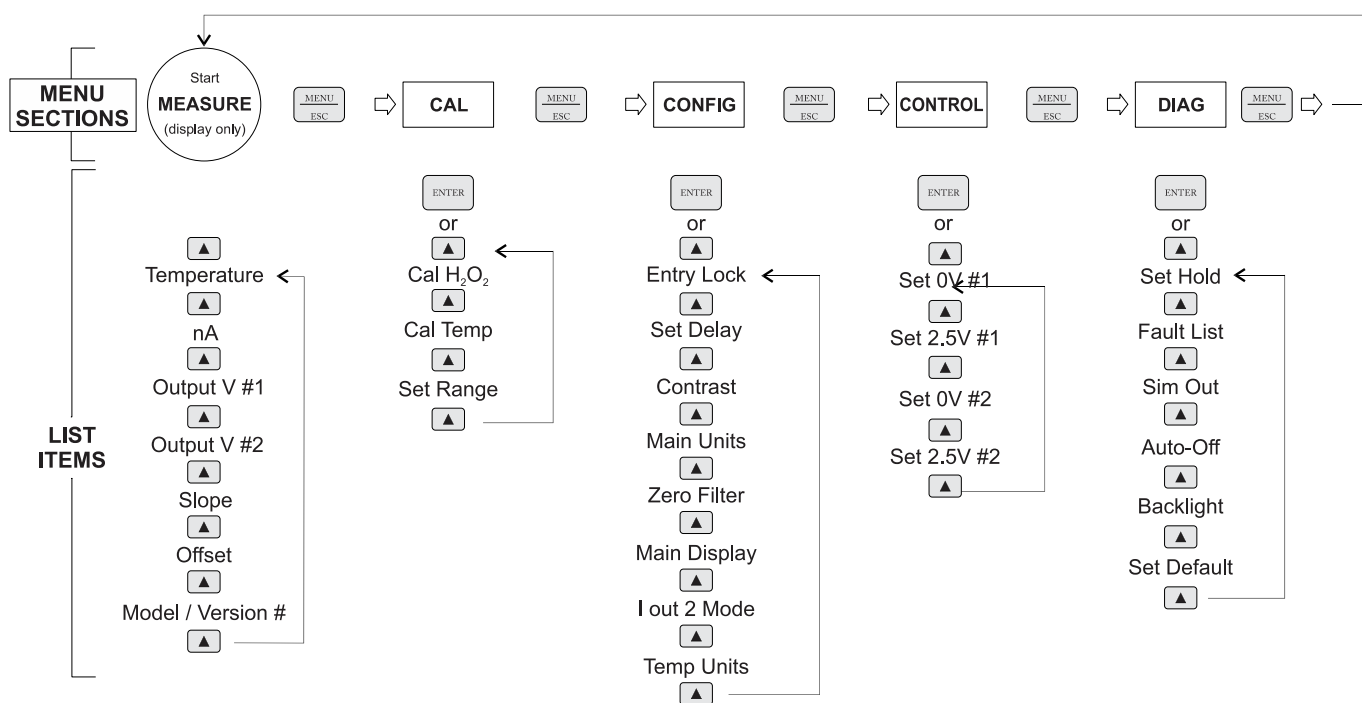 MENU
SECTIONS
Start
MEASURE
(display only)
MENU
ESC
CAL
MENU
ESC
CONFIG
MENU
ESC
CONTROL
MENU
ESC
DIAG
MENU
ESC
LIST
ITEMS
Temperature
nA
Output V #1
Output V #2
Slope
Offset
Model / Version #
ENTER
or
Cal H₂O₂
Cal Temp
Set Range
ENTER
or
Entry Lock
Set Delay
Contrast
Main Units
Zero Filter
Main Display
I out 2 Mode
Temp Units
ENTER
or
Set 0V #1
Set 2.5V #1
Set 0V #2
Set 2.5V #2
ENTER
or
Set Hold
Fault List
Sim Out
Auto-Off
Backlight
Set Default